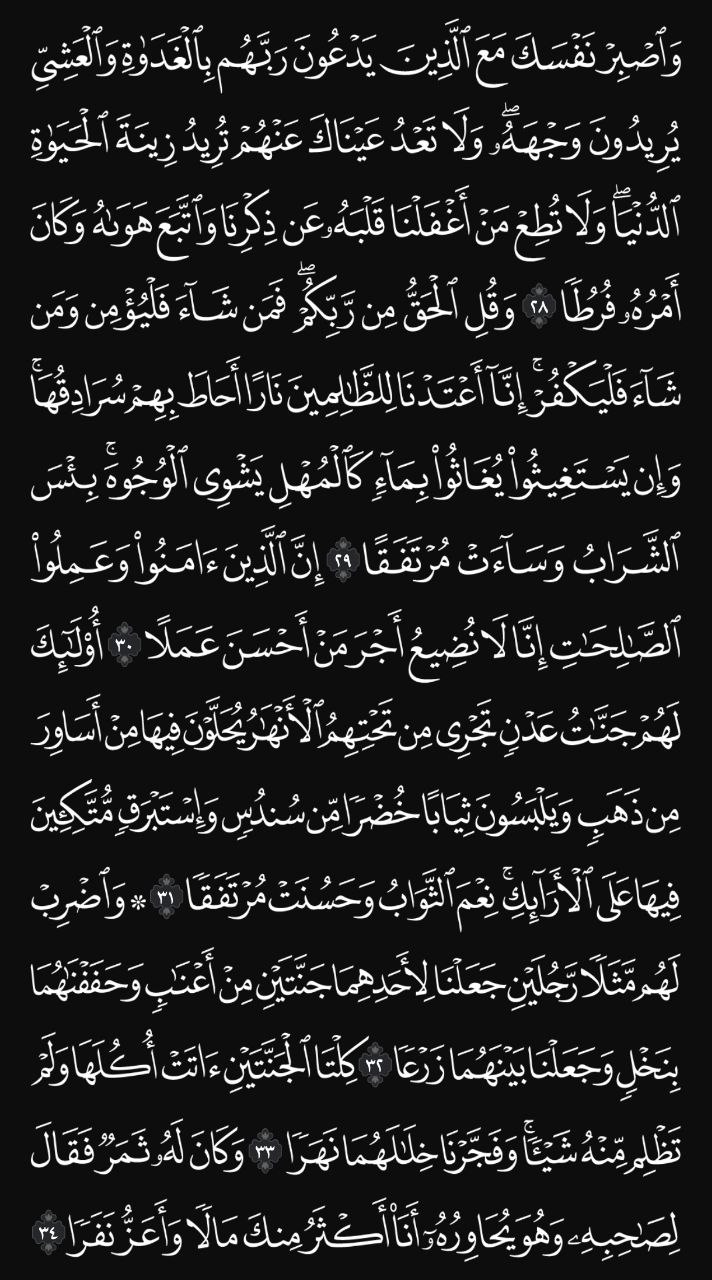 وَٱصۡبِرۡ نَفۡسَكَ مَعَ ٱلَّذِينَ يَدۡعُونَ رَبَّهُم بِٱلۡغَدَوٰةِ وَٱلۡعَشِيِّ
يُرِيدُونَ وَجۡهَهُۥۖ وَلَا تَعۡدُ عَيۡنَاكَ عَنۡهُمۡ تُرِيدُ زِينَةَ ٱلۡحَيَوٰةِ
ٱلدُّنۡيَاۖ وَلَا تُطِعۡ مَنۡ أَغۡفَلۡنَا قَلۡبَهُۥ عَن ذِكۡرِنَا وَٱتَّبَعَ هَوَىٰهُ وَكَانَ
أَمۡرُهُۥ فُرُطٗا ٢٨ وَقُلِ ٱلۡحَقُّ مِن رَّبِّكُمۡۖ فَمَن شَآءَ فَلۡيُؤۡمِن وَمَن
شَآءَ فَلۡيَكۡفُرۡۚ إِنَّآ أَعۡتَدۡنَا لِلظَّٰلِمِينَ نَارًا أَحَاطَ بِهِمۡ سُرَادِقُهَاۚ
وَإِن يَسۡتَغِيثُواْ يُغَاثُواْ بِمَآءٖ كَٱلۡمُهۡلِ يَشۡوِي ٱلۡوُجُوهَۚ بِئۡسَ
ٱلشَّرَابُ وَسَآءَتۡ مُرۡتَفَقًا ٢٩ إِنَّ ٱلَّذِينَ ءَامَنُواْ وَعَمِلُواْ
ٱلصَّٰلِحَٰتِ إِنَّا لَا نُضِيعُ أَجۡرَ مَنۡ أَحۡسَنَ عَمَلًا ٣٠ أُوْلَٰٓئِكَ
لَهُمۡ جَنَّٰتُ عَدۡنٖ تَجۡرِي مِن تَحۡتِهِمُ ٱلۡأَنۡهَٰرُ يُحَلَّوۡنَ فِيهَا مِنۡ أَسَاوِرَ
مِن ذَهَبٖ وَيَلۡبَسُونَ ثِيَابًا خُضۡرٗا مِّن سُندُسٖ وَإِسۡتَبۡرَقٖ مُّتَّكِـِٔينَ
فِيهَا عَلَى ٱلۡأَرَآئِكِۚ نِعۡمَ ٱلثَّوَابُ وَحَسُنَتۡ مُرۡتَفَقٗا ٣١ ۞ وَٱضۡرِبۡ
لَهُم مَّثَلٗا رَّجُلَيۡنِ جَعَلۡنَا لِأَحَدِهِمَا جَنَّتَيۡنِ مِنۡ أَعۡنَٰبٖ وَحَفَفۡنَٰهُمَا
بِنَخۡلٖ وَجَعَلۡنَا بَيۡنَهُمَا زَرۡعٗا ٣٢ كِلۡتَا ٱلۡجَنَّتَيۡنِ ءَاتَتۡ أُكُلَهَا وَلَمۡ
تَظۡلِم مِّنۡهُ شَيۡـٔٗاۚ وَفَجَّرۡنَا خِلَٰلَهُمَا نَهَرٗا ٣٣ وَكَانَ لَهُۥ ثَمَرٞ فَقَالَ
لِصَٰحِبِهِۦ وَهُوَ يُحَاوِرُهُۥٓ أَنَا۠ أَكۡثَرُ مِنكَ مَالٗا وَأَعَزُّ نَفَرٗا ٣٤